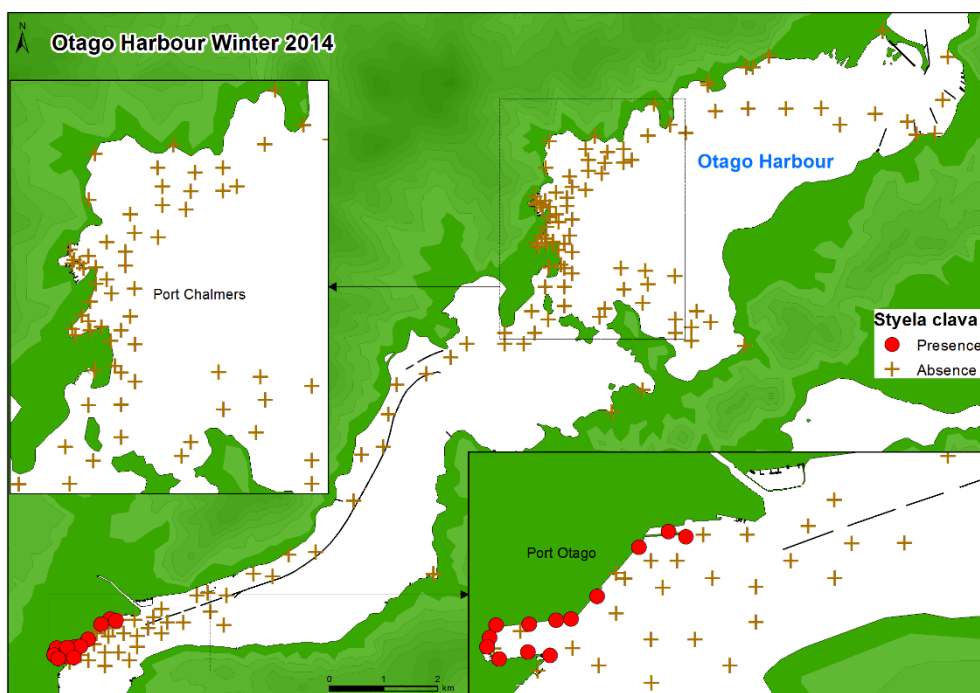 N
Otago Harbour Winter 2014
Otago Harbour
Port Chalmers
Styela clava
Presence
Absence
Port Otago
0 1 2
km